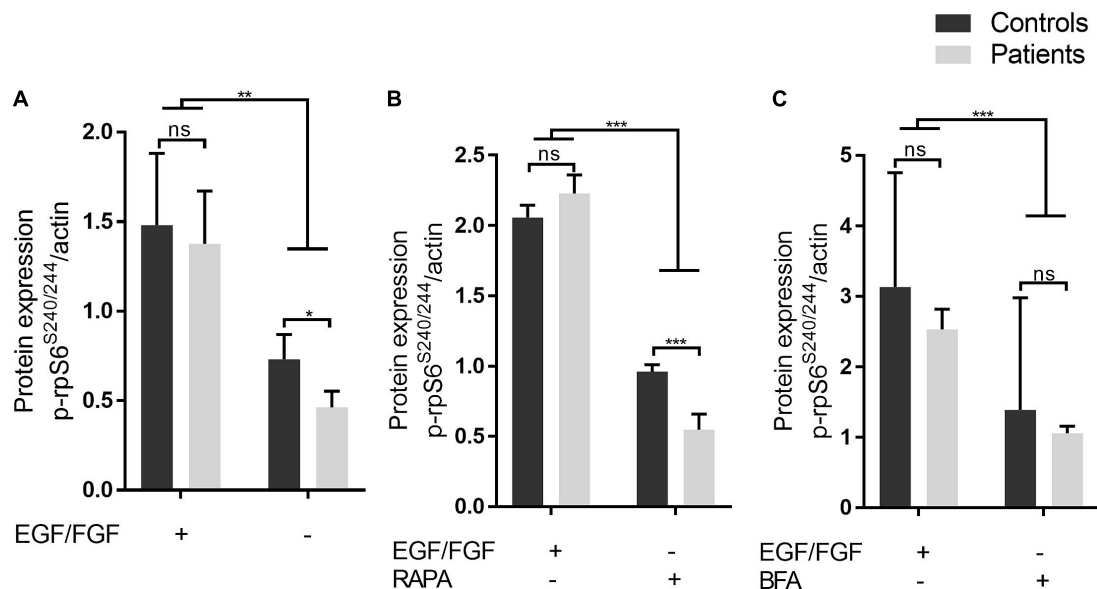 Controls
Patients
A
**
ns
2.0
1.5
1.0
0.5
0.0
*
Protein expression
p-rpS6S240/244/actin
EGF/FGF + -
B
***
ns
2.5
2.0
1.5
1.0
0.5
0.0
***
Protein expression
p-rpS6S240/244/actin
EGF/FGF + -
RAPA - +
C
***
ns
5
4
3
2
1
0
ns
Protein expression
p-rpS6S240/244/actin
EGF/FGF + -
BFA - +